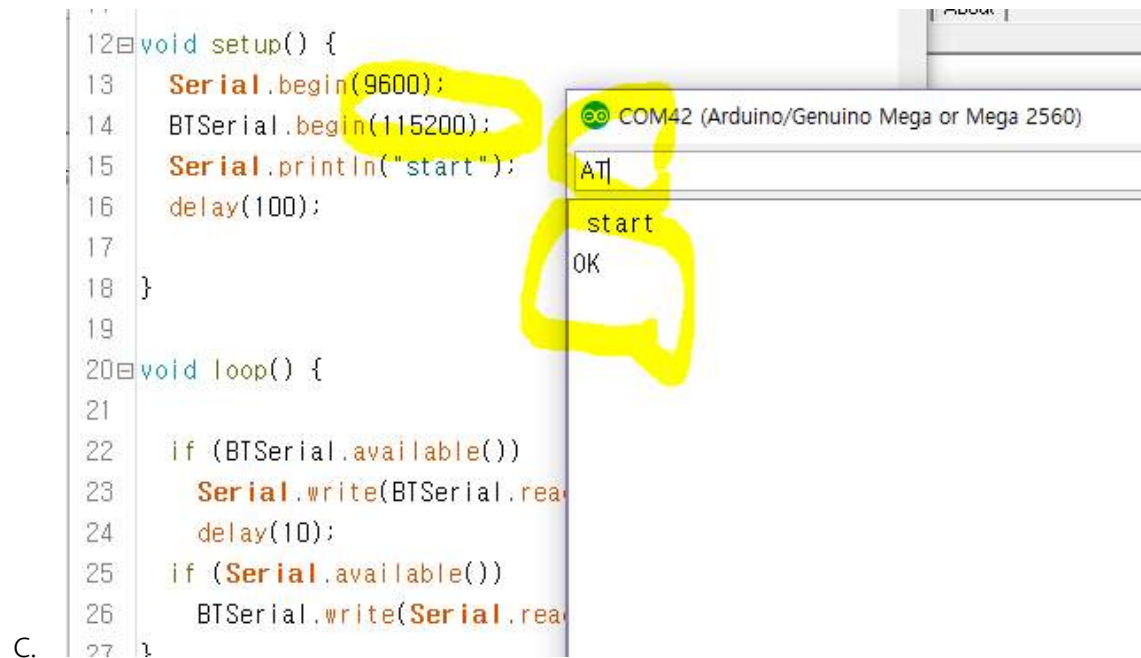 About
12 void setup() {
13 Serial.begin(9600);
14 BTSerial.begin(115200);
15 Serial.println("start");
16 delay(100);
17
18 }
19
20 void loop() {
21
22 if (BTSerial.available())
23 Serial.write(BTSerial.rea
24 delay(10);
25 if (Serial.available())
26 BTSerial.write(Serial.rea
27 }
COM42 (Arduino/Genuino Mega or Mega 2560)
AT
start
OK
C.